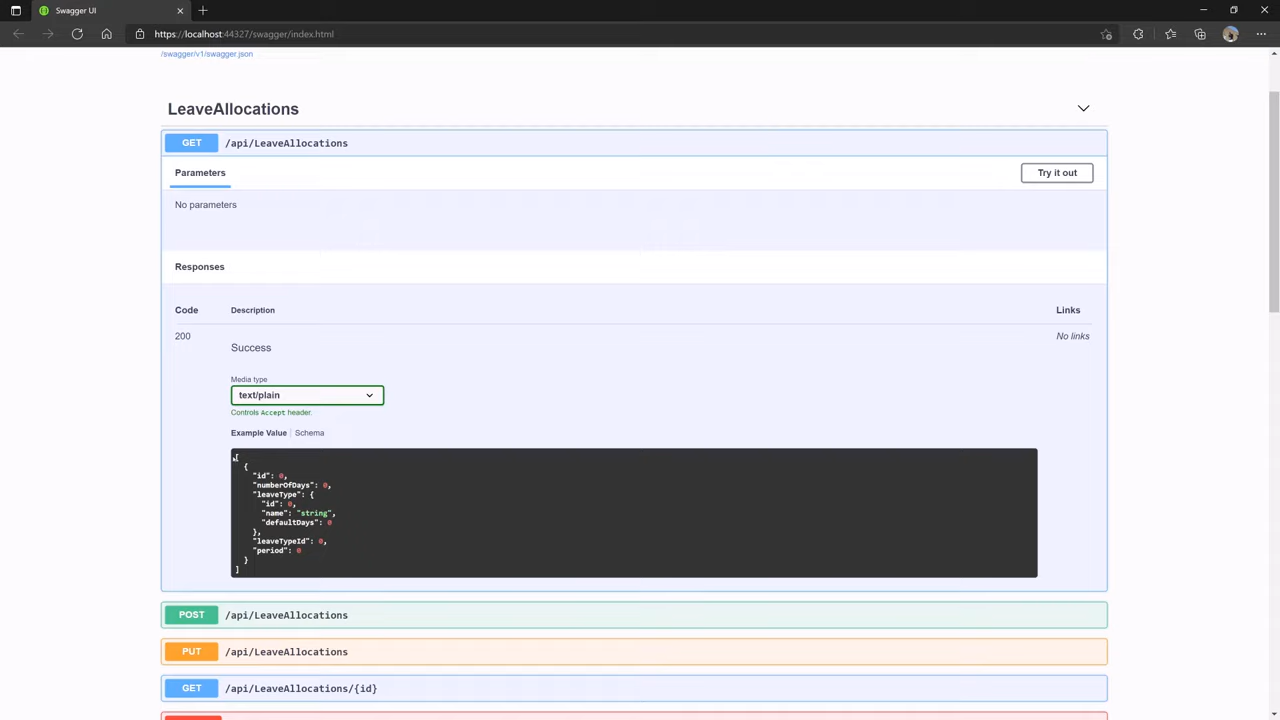 Swagger UI
https://localhost:44327/swagger/index.html
/swagger/v1/swagger.json
LeaveAllocations
GET /api/LeaveAllocations
Parameters
Try it out
No parameters
Responses
Code Description Links
200 Success No links
Media type
text/plain
Controls Accept header.
Example Value | Schema
[
{
"id": 0,
"numberOfDays": 0,
"leaveType": {
"id": 0,
"name": "string",
"defaultDays": 0
},
"leaveTypeId": 0,
"period": 0
}
]
POST /api/LeaveAllocations
PUT /api/LeaveAllocations
GET /api/LeaveAllocations/{id}